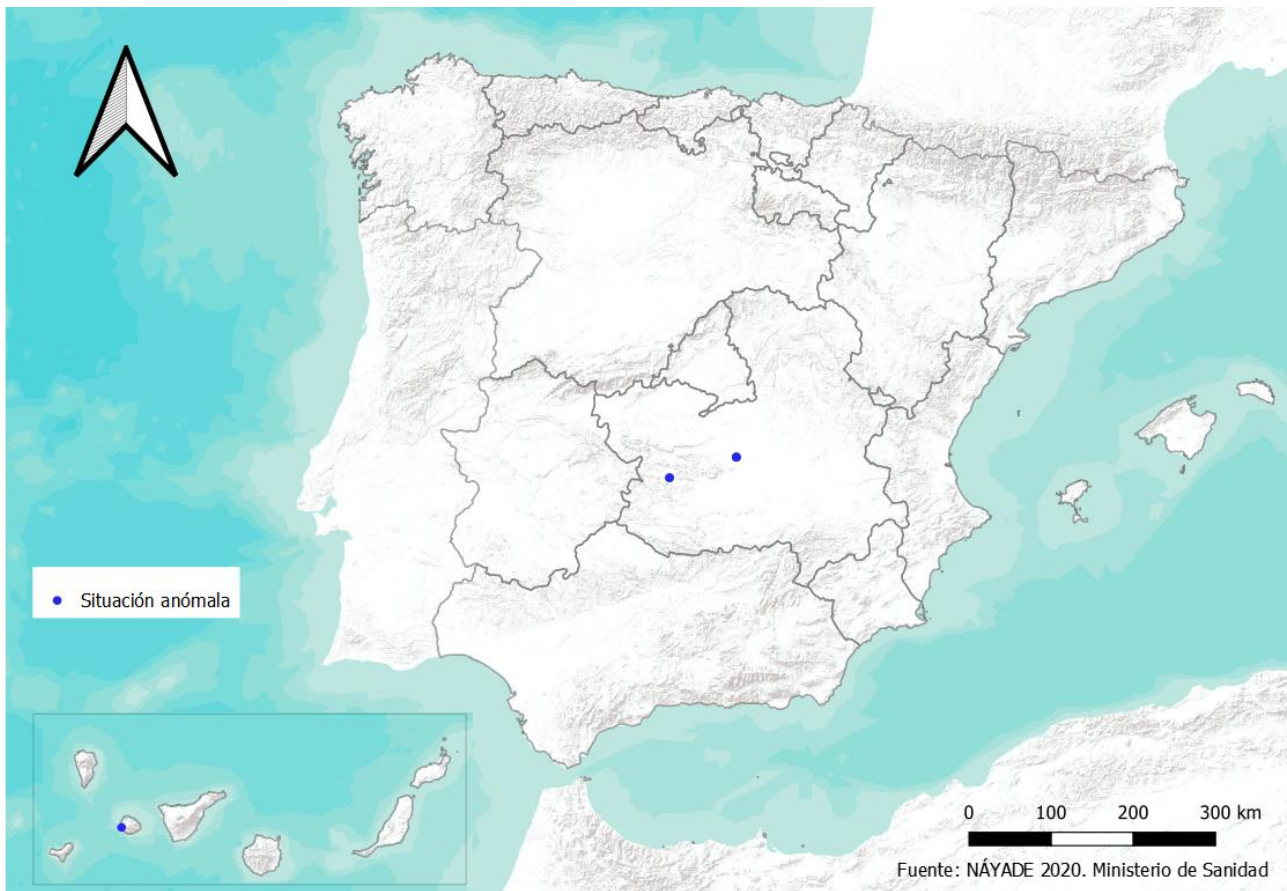 Situación anómala
0 100 200 300 km
Fuente: NÁYADE 2020. Ministerio de Sanidad